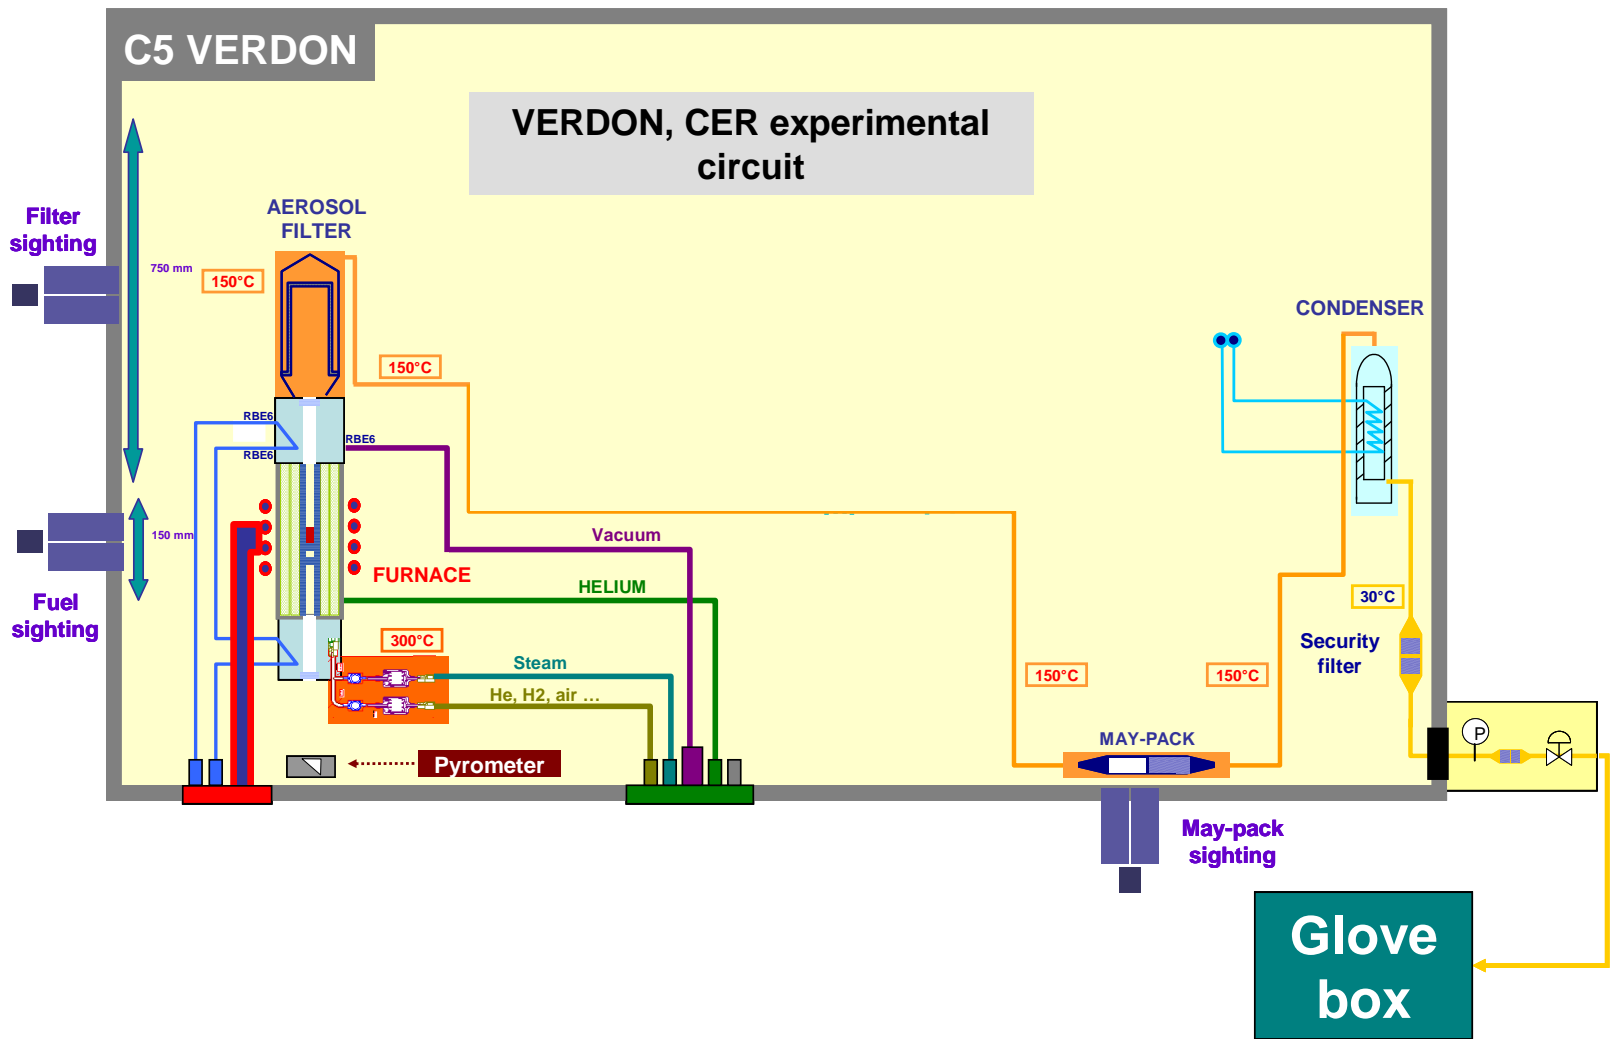 C5 VERDON
VERDON, CER experimental
circuit
AEROSOL
FILTER
Filter
sighting
750 mm
150°C
CONDENSER
150°C
RBE6
RBE6
RBE6
150 mm
Vacuum
FURNACE
HELIUM
30°C
Fuel
sighting
300°C
Security
filter
Steam
150°C
150°C
He, H2, air ...
MAY-PACK
P
Pyrometer
May-pack
sighting
Glove
box